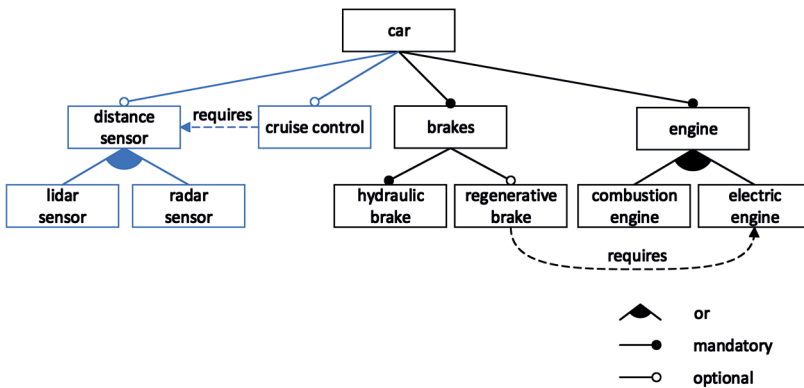 car
distance
sensor
requires
cruise control
brakes
engine
lidar
sensor
radar
sensor
hydraulic
brake
regenerative
brake
combustion
engine
electric
engine
requires
or
mandatory
optional